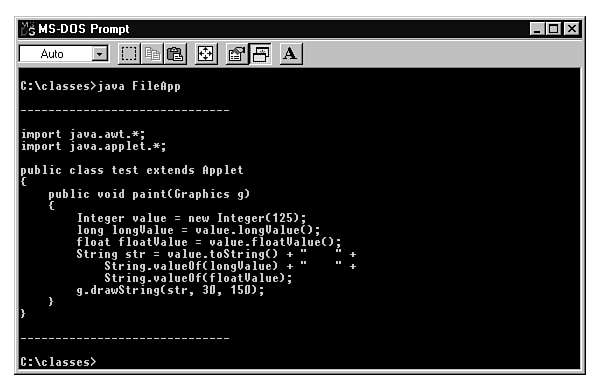 MS-DOS Prompt
Auto
A
C:\classes>java FileApp
------------------------------
import java.awt.*;
import java.applet.*;
public class test extends Applet
{
    public void paint(Graphics g)
    {
        Integer value = new Integer(125);
        long longValue = value.longValue();
        float floatValue = value.floatValue();
        String str = value.toString() + "    " +
            String.valueOf(longValue) + "    " +
            String.valueOf(floatValue);
        g.drawString(str, 30, 150);
    }
}
------------------------------
C:\classes>